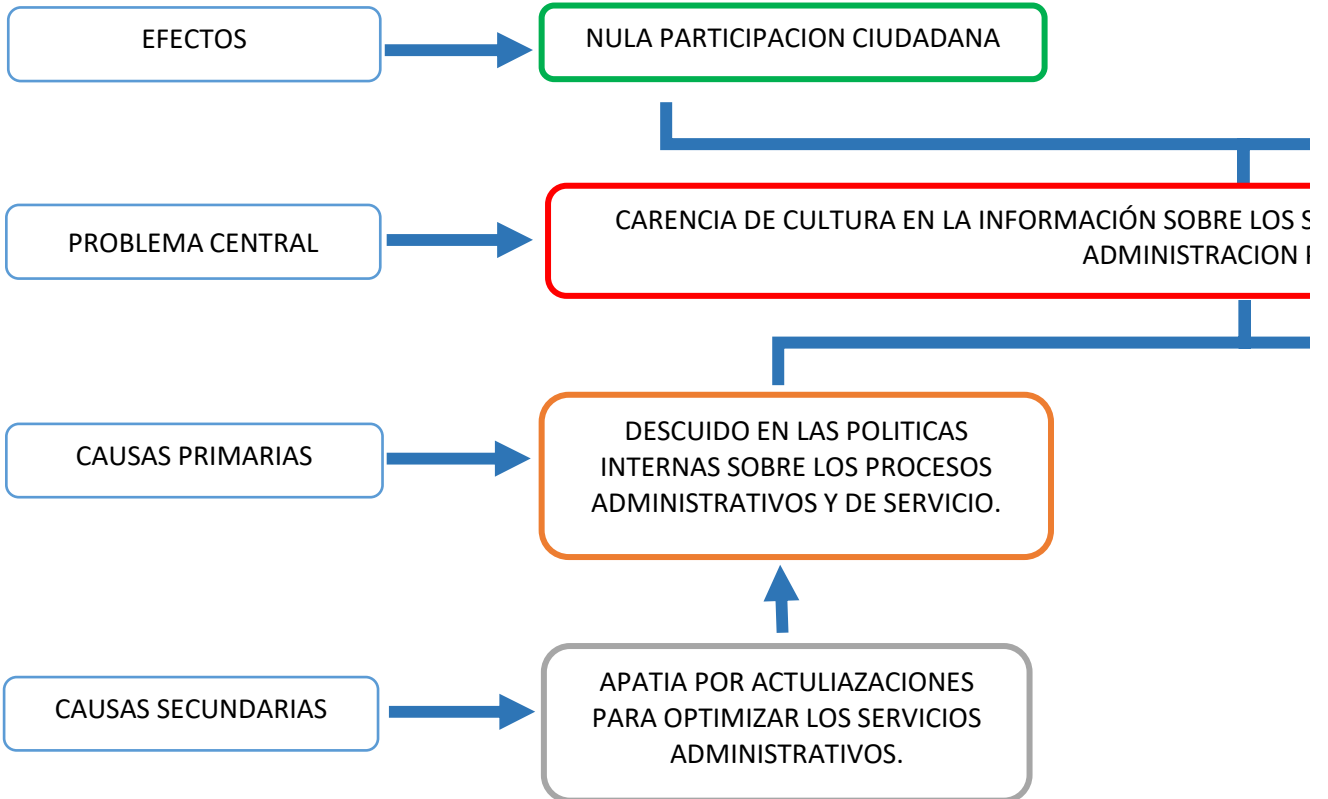 EFECTOS
NULA PARTICIPACION CIUDADANA
PROBLEMA CENTRAL
CARENCIA DE CULTURA EN LA INFORMACIÓN SOBRE LOS
ADMINISTRACION
CAUSAS PRIMARIAS
DESCUIDO EN LAS POLITICAS
INTERNAS SOBRE LOS PROCESOS
ADMINISTRATIVOS Y DE SERVICIO.
CAUSAS SECUNDARIAS
APATIA POR ACTULIAZACIONES
PARA OPTIMIZAR LOS SERVICIOS
ADMINISTRATIVOS.